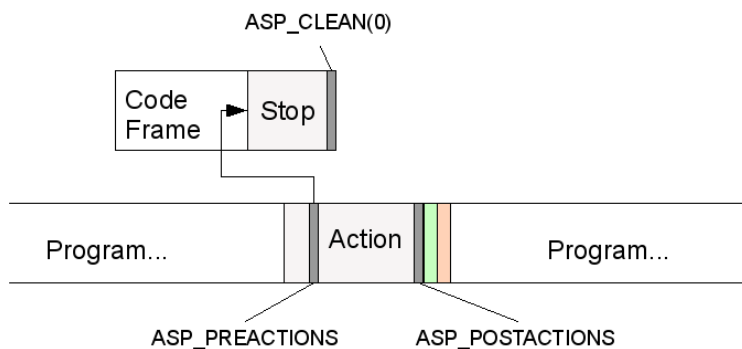 ASP_CLEAN(0)
Code
Frame
Stop
Program...
Action
Program...
ASP_PREACTIONS
ASP_POSTACTIONS